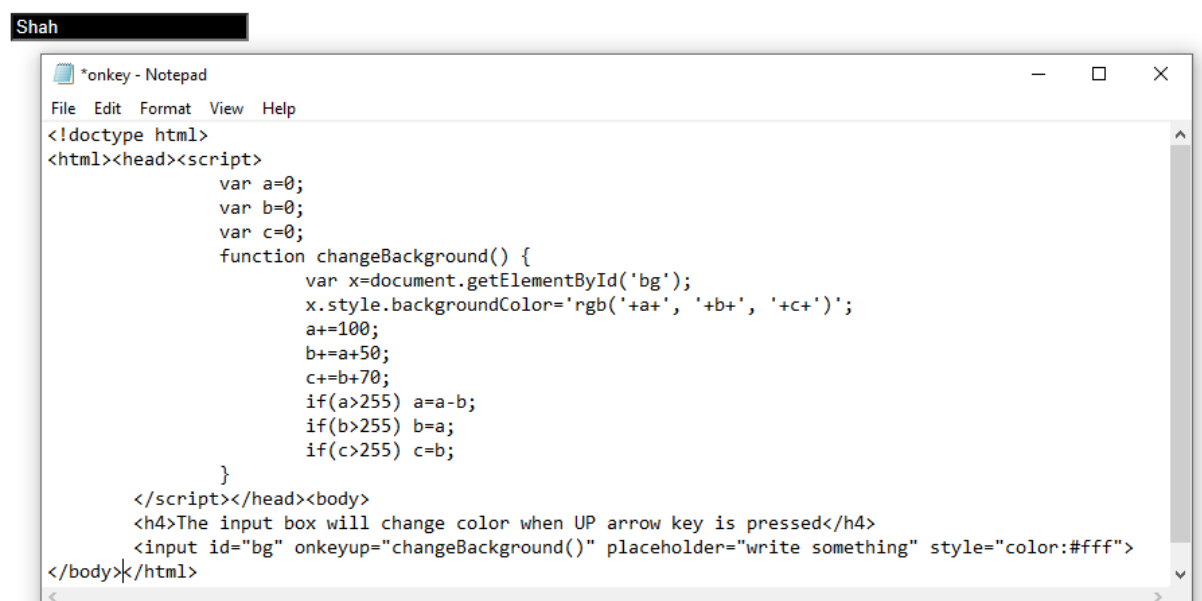 Shah
*onkey - Notepad
File Edit Format View Help
<!doctype html>
<html><head><script>
var a=0;
var b=0;
var c=0;
function changeBackground() {
var x=document.getElementById('bg');
x.style.backgroundColor='rgb('+a+', '+b+', '+c+')';
a+=100;
b+=a+50;
c+=b+70;
if(a>255) a=a-b;
if(b>255) b=a;
if(c>255) c=b;
}
</script></head><body>
<h4>The input box will change color when UP arrow key is pressed</h4>
<input id="bg" onkeyup="changeBackground()" placeholder="write something" style="color:#fff">
</body></html>